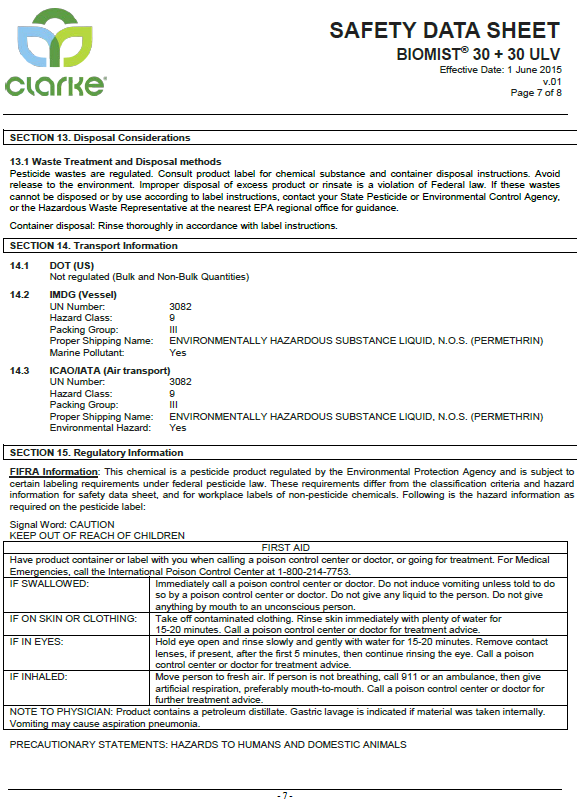 clarke®
SAFETY DATA SHEET
BIOMIST® 30 + 30 ULV
Effective Date: 1 June 2015
v.01
Page 7 of 8
SECTION 13. Disposal Considerations
13.1 Waste Treatment and Disposal methods
Pesticide wastes are regulated. Consult product label for chemical substance and container disposal instructions. Avoid
release to the environment. Improper disposal of excess product or rinsate is a violation of Federal law. If these wastes
cannot be disposed or by use according to label instructions, contact your State Pesticide or Environmental Control Agency,
or the Hazardous Waste Representative at the nearest EPA regional office for guidance.
Container disposal: Rinse thoroughly in accordance with label instructions.
SECTION 14. Transport Information
14.1 DOT (US)
Not regulated (Bulk and Non-Bulk Quantities)
14.2 IMDG (Vessel)
UN Number: 3082
Hazard Class: 9
Packing Group: III
Proper Shipping Name: ENVIRONMENTALLY HAZARDOUS SUBSTANCE LIQUID, N.O.S. (PERMETHRIN)
Marine Pollutant: Yes
14.3 ICAO/IATA (Air transport)
UN Number: 3082
Hazard Class: 9
Packing Group: III
Proper Shipping Name: ENVIRONMENTALLY HAZARDOUS SUBSTANCE LIQUID, N.O.S. (PERMETHRIN)
Environmental Hazard: Yes
SECTION 15. Regulatory Information
FIFRA Information: This chemical is a pesticide product regulated by the Environmental Protection Agency and is subject to
certain labeling requirements under federal pesticide law. These requirements differ from the classification criteria and hazard
information for safety data sheet, and for workplace labels of non-pesticide chemicals. Following is the hazard information as
required on the pesticide label:
Signal Word: CAUTION
KEEP OUT OF REACH OF CHILDREN
FIRST AID
Have product container or label with you when calling a poison control center or doctor, or going for treatment. For Medical
Emergencies, call the International Poison Control Center at 1-800-214-7753.
IF SWALLOWED: Immediately call a poison control center or doctor. Do not induce vomiting unless told to do
so by a poison control center or doctor. Do not give any liquid to the person. Do not give
anything by mouth to an unconscious person.
IF ON SKIN OR CLOTHING: Take off contaminated clothing. Rinse skin immediately with plenty of water for
15-20 minutes. Call a poison control center or doctor for treatment advice.
IF IN EYES: Hold eye open and rinse slowly and gently with water for 15-20 minutes. Remove contact
lenses, if present, after the first 5 minutes, then continue rinsing the eye. Call a poison
control center or doctor for treatment advice.
IF INHALED: Move person to fresh air. If person is not breathing, call 911 or an ambulance, then give
artificial respiration, preferably mouth-to-mouth. Call a poison control center or doctor for
further treatment advice.
NOTE TO PHYSICIAN: Product contains a petroleum distillate. Gastric lavage is indicated if material was taken internally.
Vomiting may cause aspiration pneumonia.
PRECAUTIONARY STATEMENTS: HAZARDS TO HUMANS AND DOMESTIC ANIMALS
- 7 -